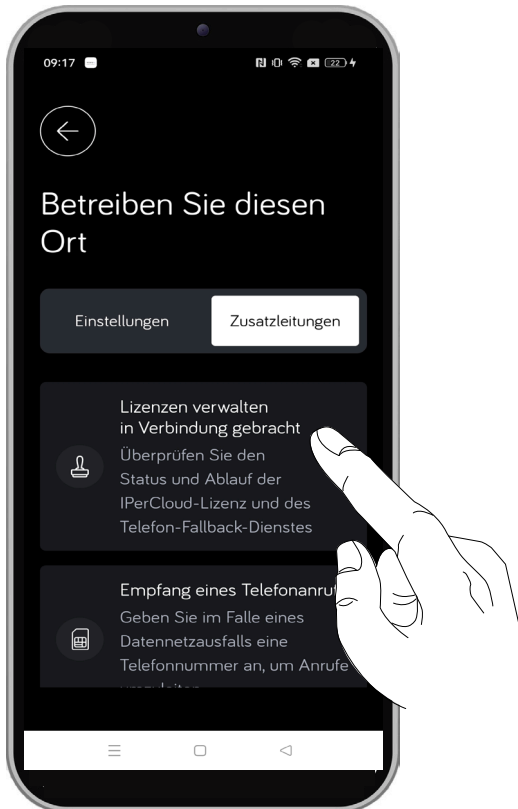 09:17
22
Betreiben Sie diesen
Ort
Einstellungen
Zusatzleitungen
Lizenzen verwalten
in Verbindung gebracht
Überprüfen Sie den
Status und Ablauf der
IPerCloud-Lizenz und des
Telefon-Fallback-Dienstes
Empfang eines
Geben Sie im Falle eines
Datennetzausfalls eine
Telefonnummer an, um Anrufe